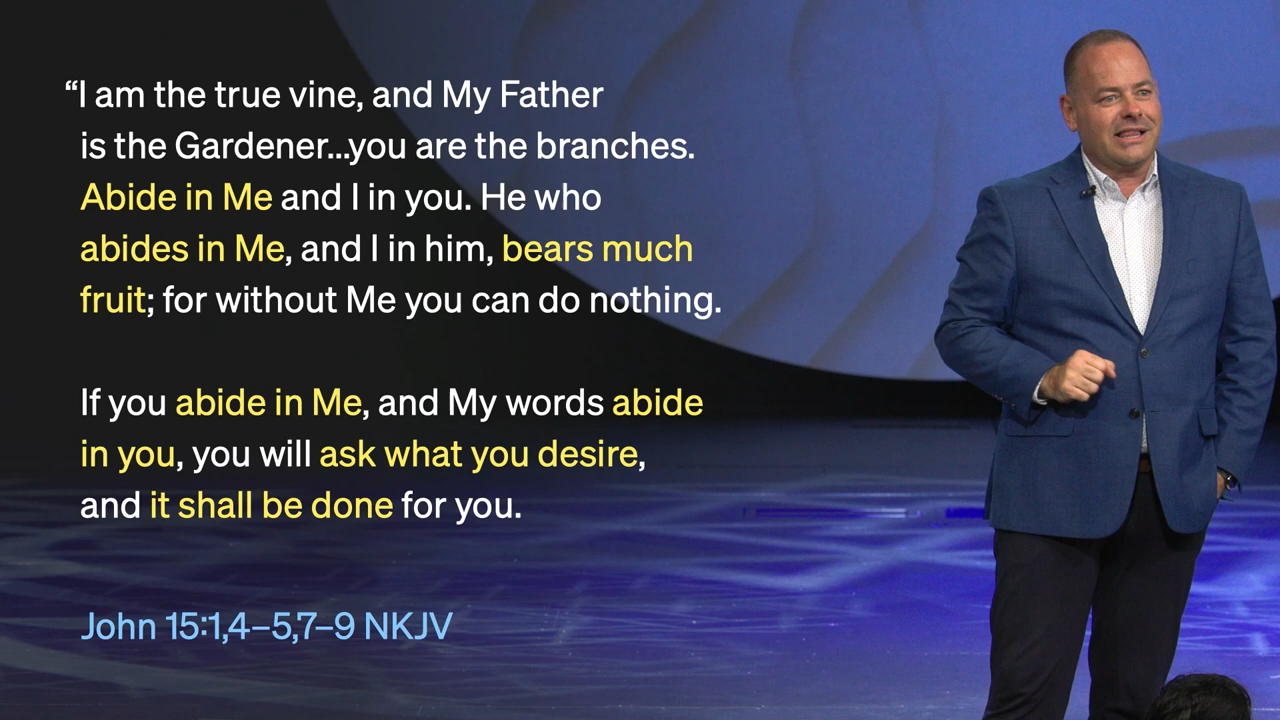 “I am the true vine, and My Father
is the Gardener...you are the branches.
Abide in Me and I in you. He who
abides in Me, and I in him, bears much
fruit; for without Me you can do nothing.
If you abide in Me, and My words abide
in you, you will ask what you desire,
and it shall be done for you.
John 15:1,4–5,7–9 NKJV